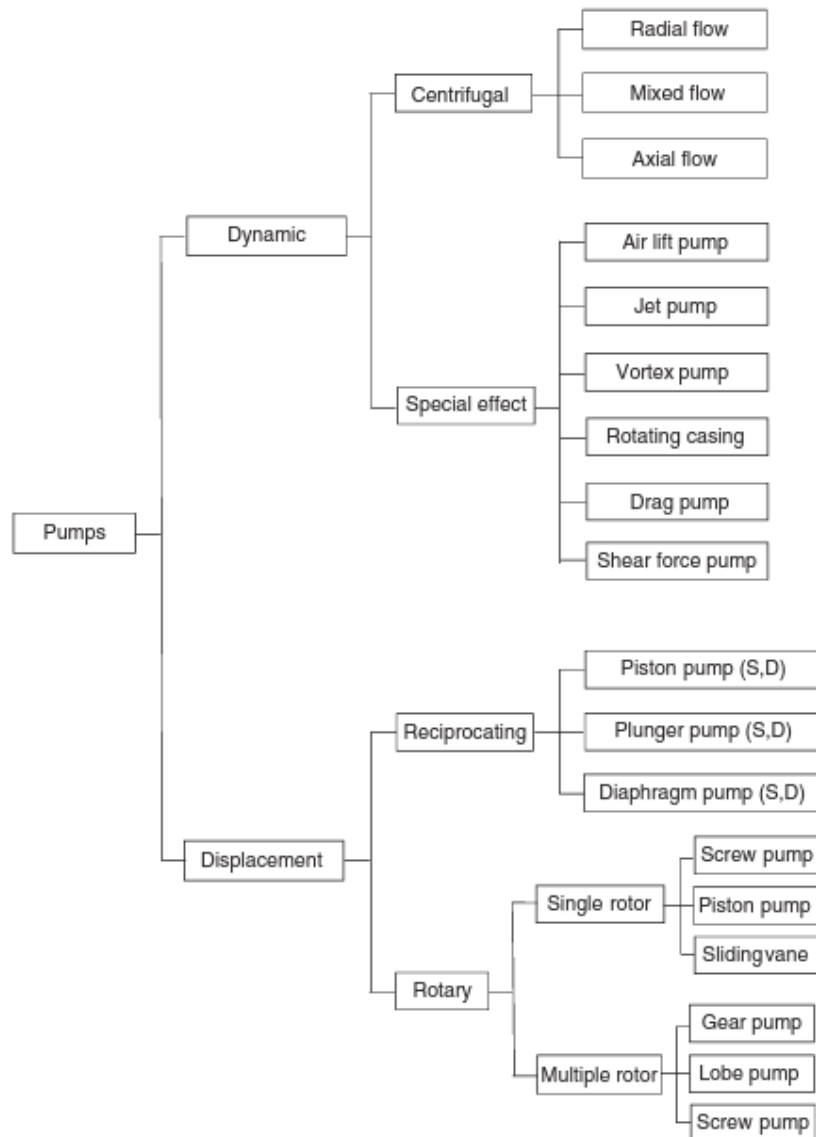 Pumps
Dynamic
Centrifugal
Radial flow
Mixed flow
Axial flow
Special effect
Air lift pump
Jet pump
Vortex pump
Rotating casing
Drag pump
Shear force pump
Displacement
Reciprocating
Piston pump (S,D)
Plunger pump (S,D)
Diaphragm pump (S,D)
Rotary
Single rotor
Screw pump
Piston pump
Slidingvane
Multiple rotor
Gear pump
Lobe pump
Screw pump